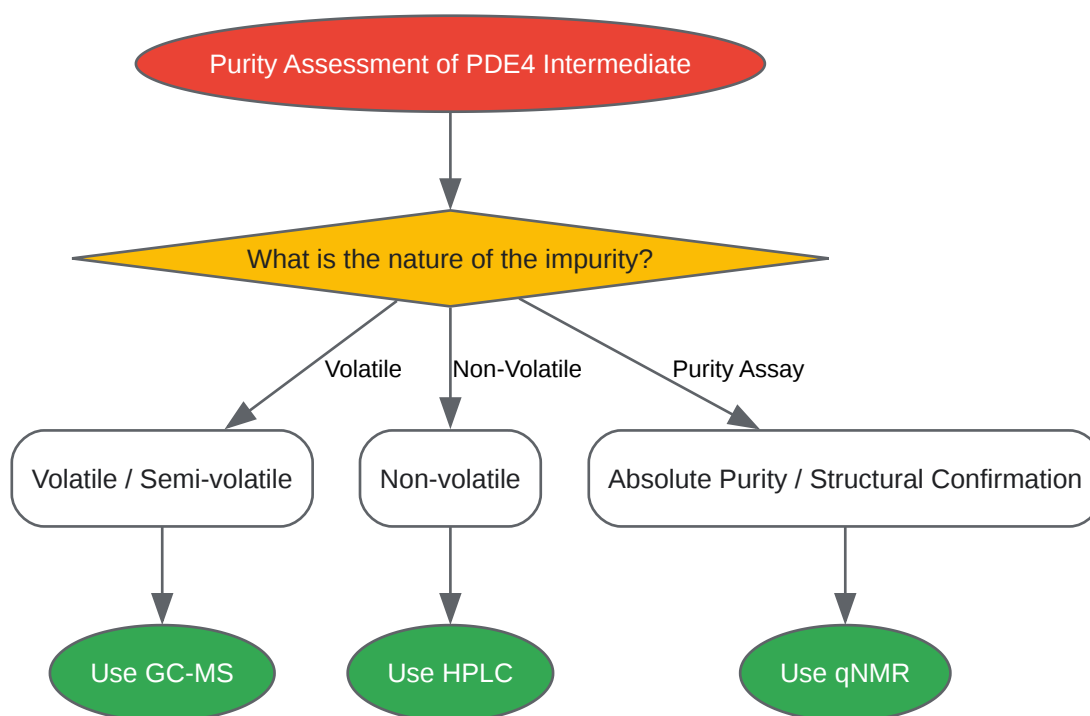 Purity Assessment of PDE4 Intermediate
What is the nature of the impurity?
Volatile
Non-Volatile
Purity Assay
Volatile / Semi-volatile
Non-volatile
Absolute Purity / Structural Confirmation
Use GC-MS
Use HPLC
Use qNMR